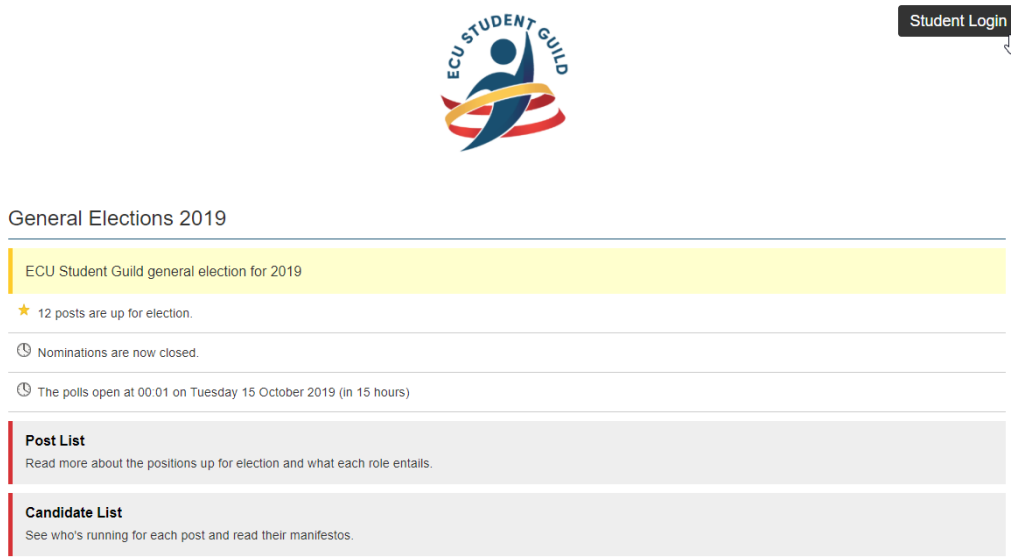 ECU STUDENT GUILD
Student Login
General Elections 2019
ECU Student Guild general election for 2019
12 posts are up for election.
Nominations are now closed.
The polls open at 00:01 on Tuesday 15 October 2019 (in 15 hours)
Post List
Read more about the positions up for election and what each role entails.
Candidate List
See who's running for each post and read their manifestos.